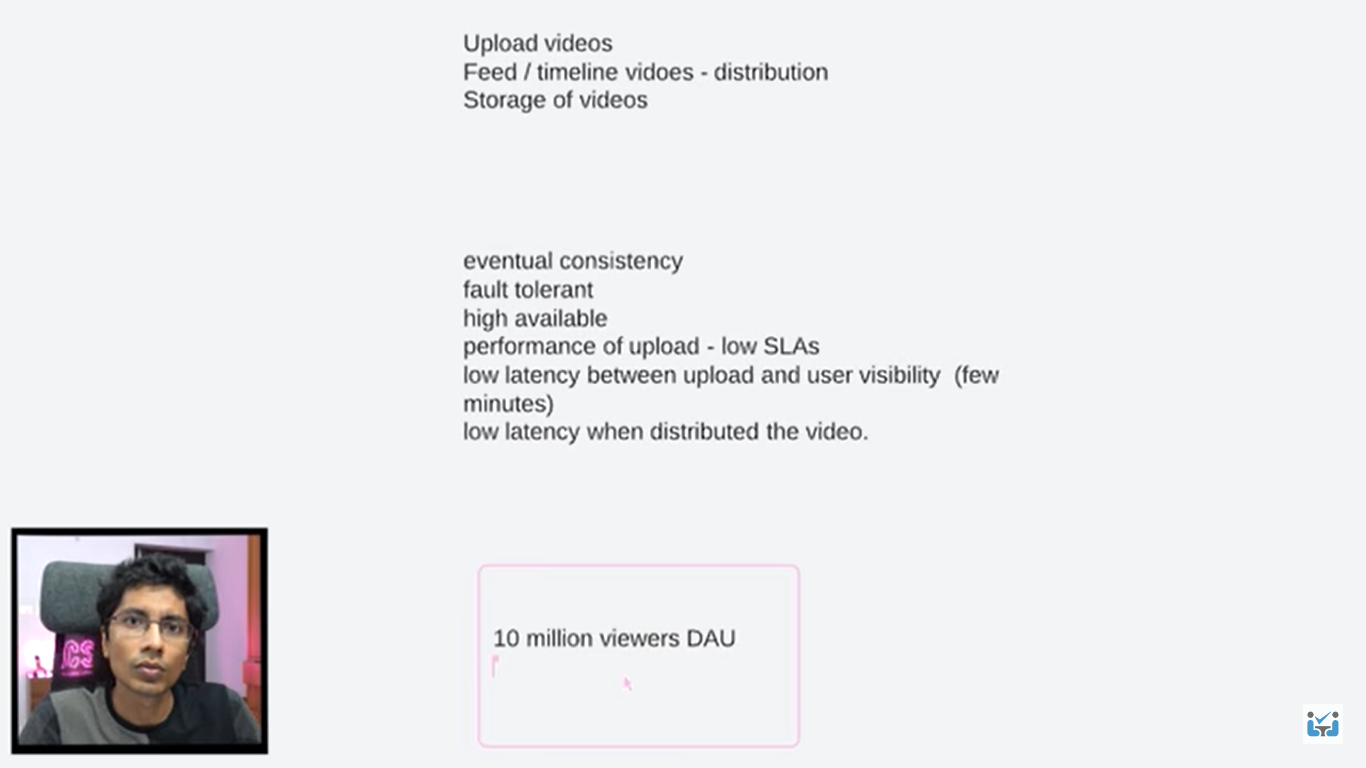 Upload videos
Feed / timeline vidoes - distribution
Storage of videos
eventual consistency
fault tolerant
high available
performance of upload - low SLAs
low latency between upload and user visibility  (few
minutes)
low latency when distributed the video.
CS
10 million viewers DAU